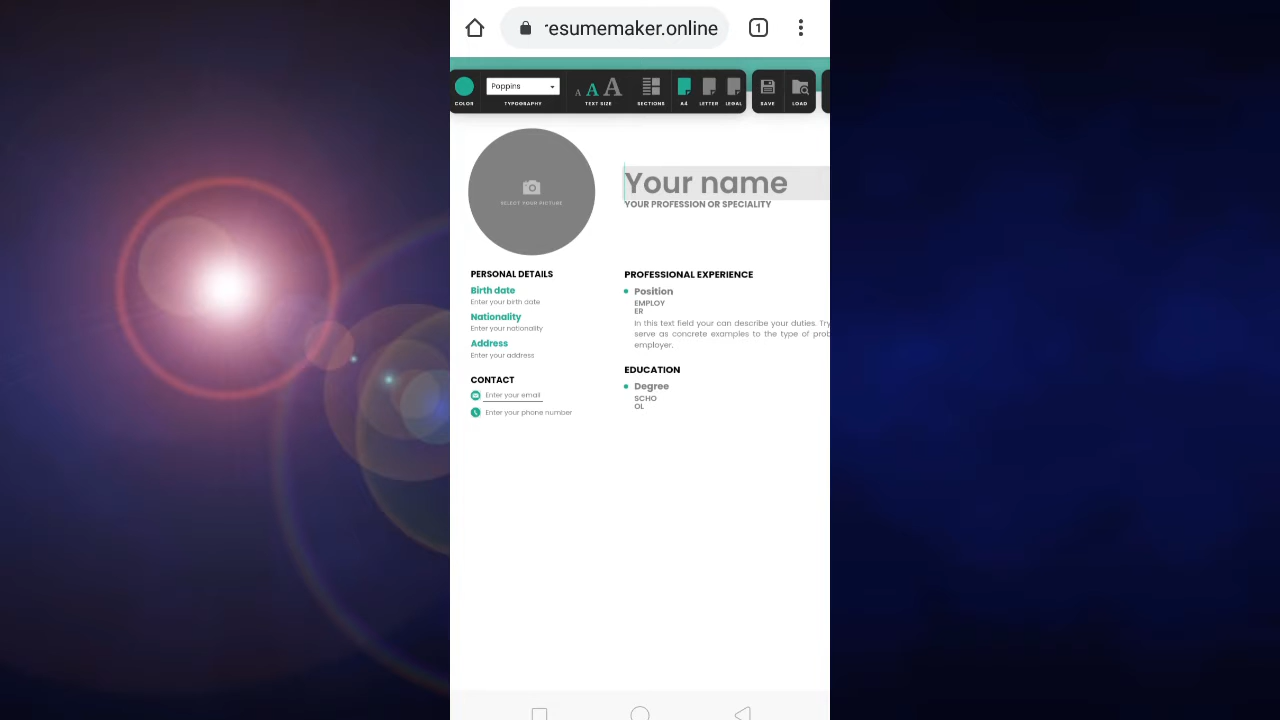 esumemaker.online
1
Poppins
A A A
COLOR
TYPOGRAPHY
TEXT SIZE
SECTIONS
A4
LETTER
LEGAL
SAVE
LOAD
SELECT YOUR PICTURE
Your name
YOUR PROFESSION OR SPECIALITY
PERSONAL DETAILS
Birth date
Enter your birth date
Nationality
Enter your nationality
Address
Enter your address
CONTACT
Enter your email
Enter your phone number
PROFESSIONAL EXPERIENCE
Position
EMPLOY
ER
In this text field your can describe your duties. Try
serve as concrete examples to the type of prob
employer.
EDUCATION
Degree
SCHO
OL